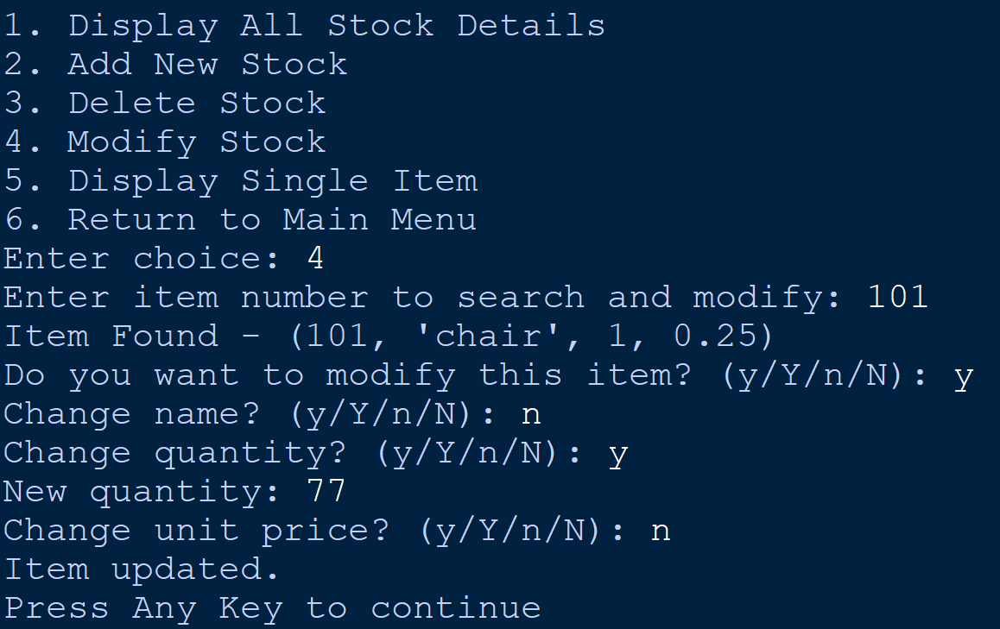 1. Display All Stock Details
2. Add New Stock
3. Delete Stock
4. Modify Stock
5. Display Single Item
6. Return to Main Menu
Enter choice: 4
Enter item number to search and modify: 101
Item Found - (101, 'chair', 1, 0.25)
Do you want to modify this item? (y/Y/n/N): y
Change name? (y/Y/n/N): n
Change quantity? (y/Y/n/N): y
New quantity: 77
Change unit price? (y/Y/n/N): n
Item updated.
Press Any Key to continue